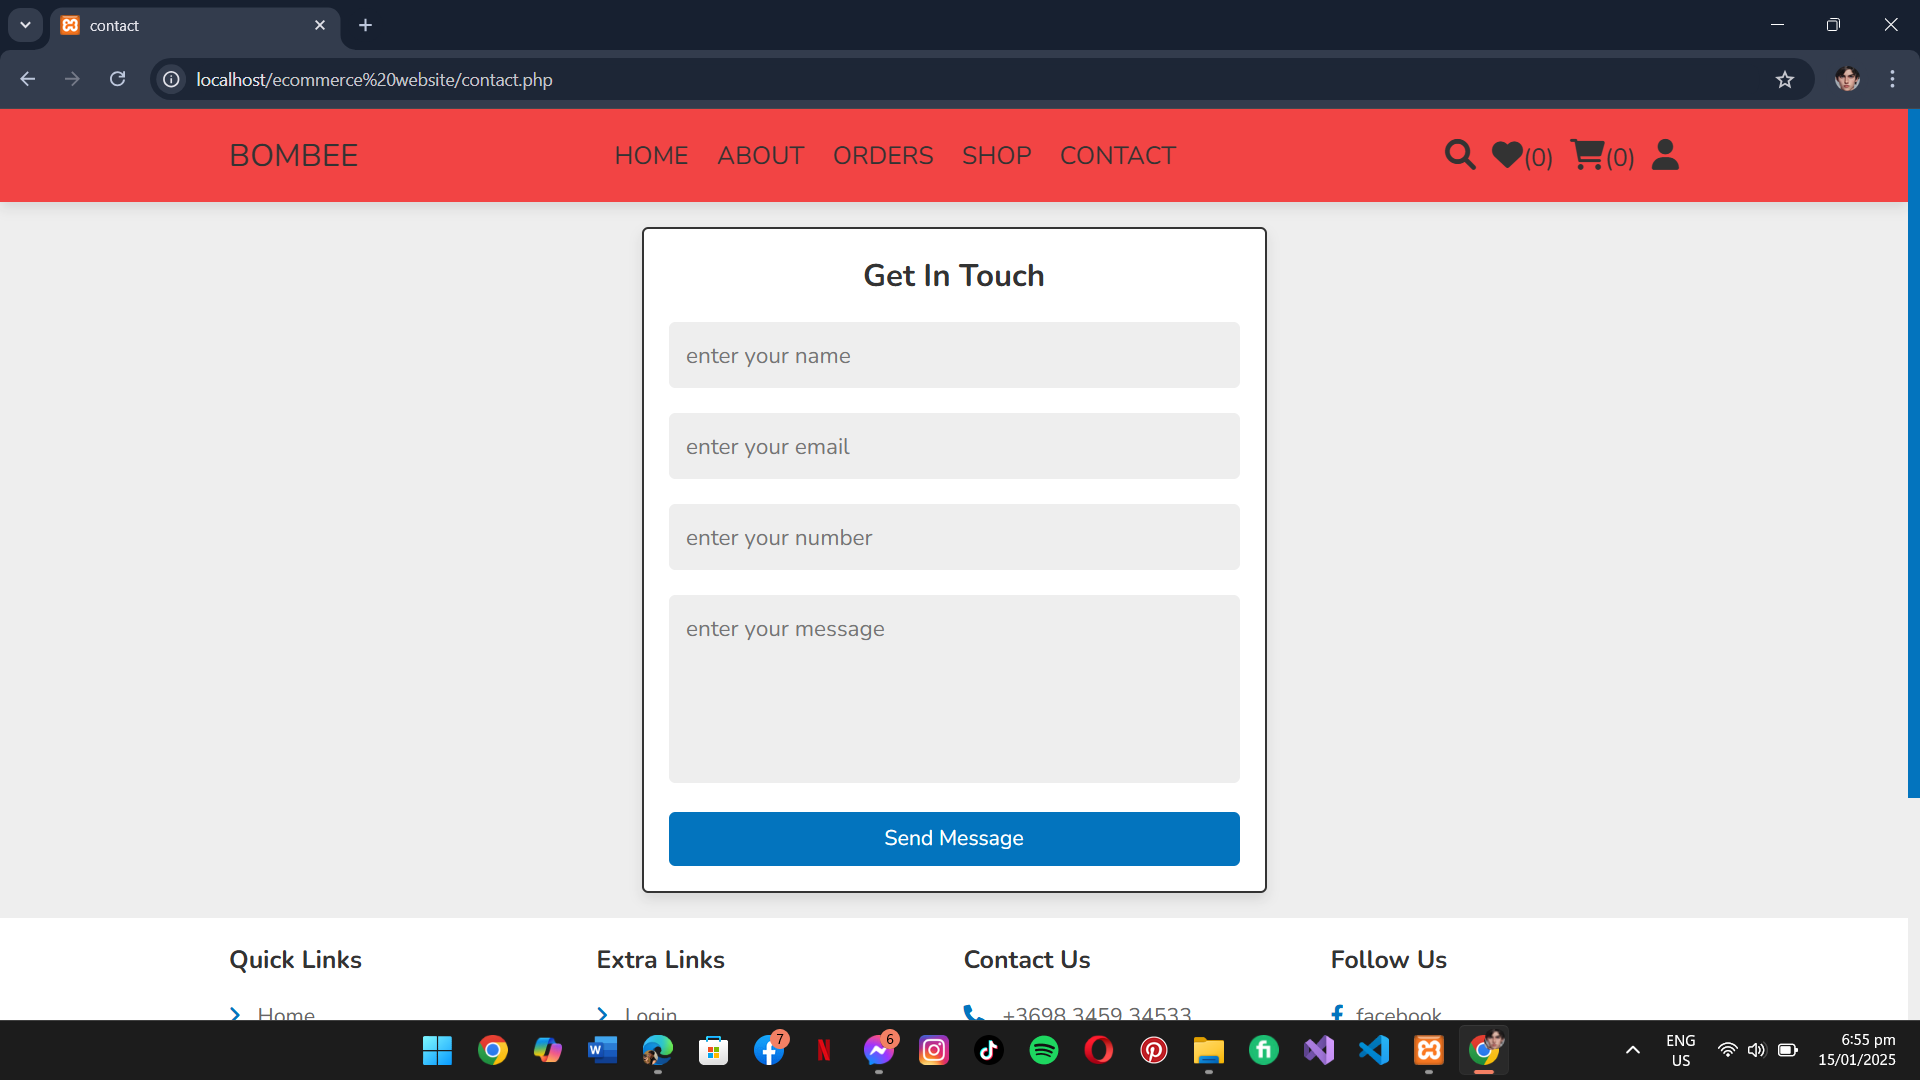 contact
localhost/ecommerce%20website/contact.php
BOMBEE HOME ABOUT ORDERS SHOP CONTACT (0) (0)
Get In Touch
enter your name
enter your email
enter your number
enter your message
Send Message
Quick Links Extra Links Contact Us Follow Us
Home Login +3698 3459 34533 facebook
7 6
ENG 6:55 pm
US 15/01/2025